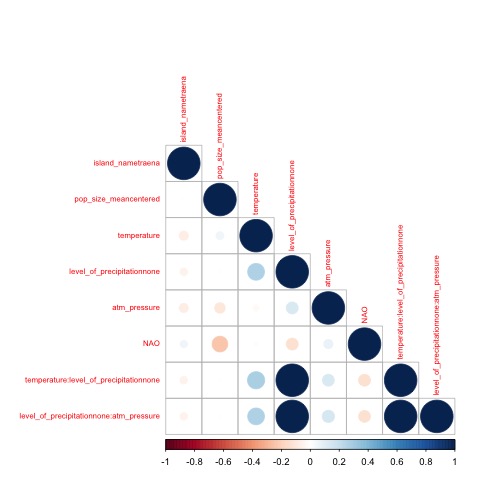 island_nametraena
pop_size_meancentered
temperature
level_of_precipitationnone
atm_pressure
NAO
temperature:level_of_precipitationnone
level_of_precipitationnone:atm_pressure
island_nametraena
pop_size_meancentered
temperature
level_of_precipitationnone
atm_pressure
NAO
temperature:level_of_precipitationnone
level_of_precipitationnone:atm_pressure
-1 -0.8 -0.6 -0.4 -0.2 0 0.2 0.4 0.6 0.8 1